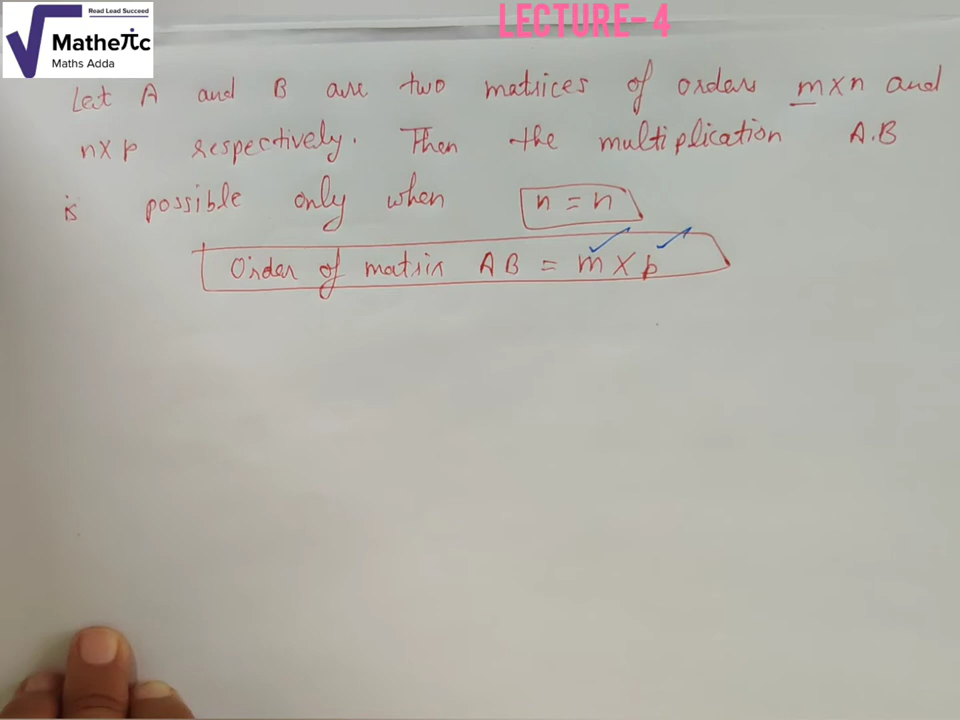 LECTURE-4
Read Lead Succeed
Matheπc
Maths Adda
Let A and B are two matrices of orders m×n and
n×p respectively. Then the multiplication A.B
is possible only when n = n
Order of matrix AB = m×p